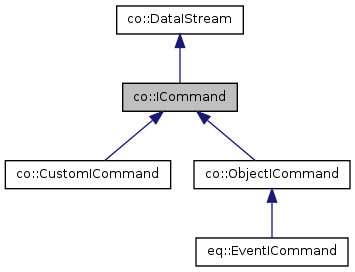 co::DataIStream
co::ICommand
co::CustomICommand
co::ObjectICommand
eq::EventICommand